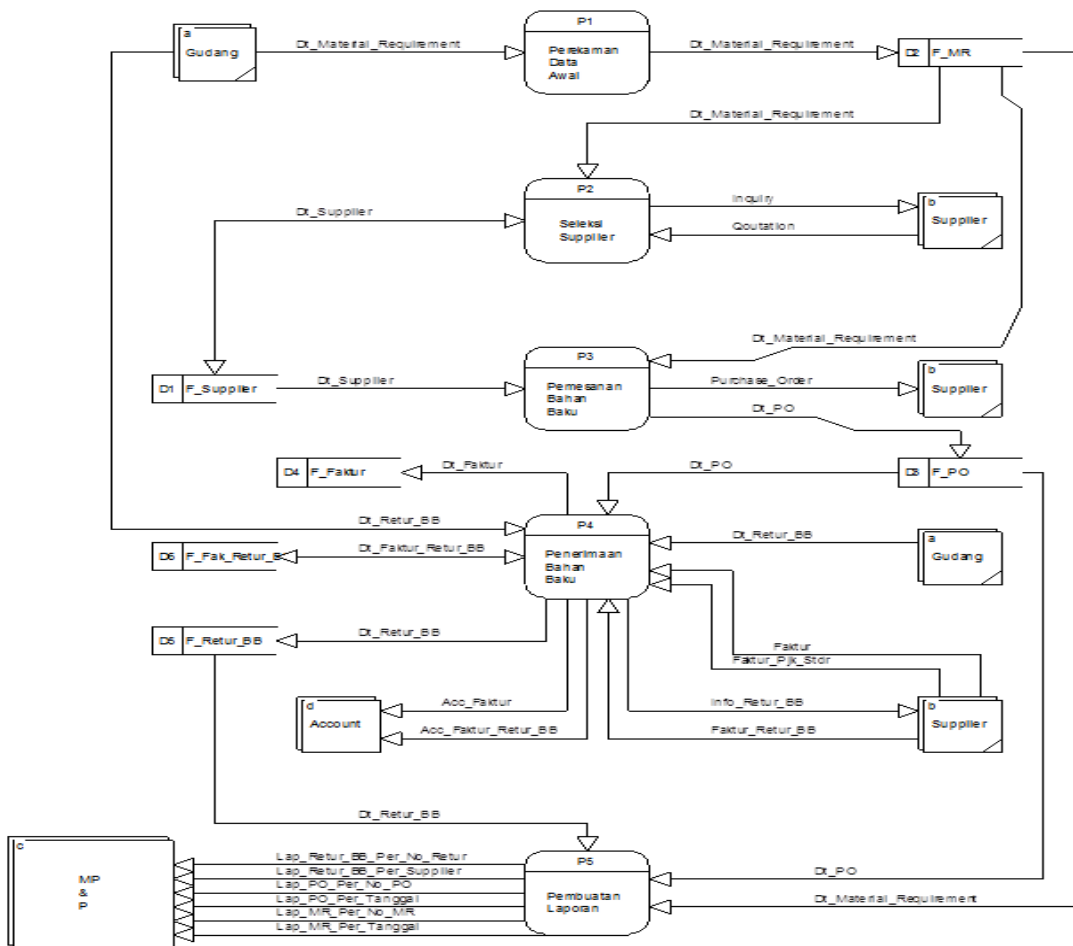 a
Gudang
Dt_Material_Requirement
P1
Perekaman
Data
Awal
Dt_Material_Requirement
D2 F_MR
Dt_Material_Requirement
P2
Seleksi
Supplier
Dt_Supplier
Inquiry
Qoutation
b
Supplier
Dt_Material_Requirement
D1 F_Supplier
Dt_Supplier
P3
Pemesanan
Bahan
Baku
Purchase_Order
b
Supplier
Dt_PO
D4 F_Faktur
Dt_Faktur
Dt_PO
D3 F_PO
Dt_Retur_BB
P4
Penerimaan
Bahan
Baku
Dt_Retur_BB
a
Gudang
D6 F_Fak_Retur_B
Dt_Faktur_Retur_BB
D5 F_Retur_BB
Dt_Retur_BB
Faktur
Faktur_Pjk_Stdr
d
Account
Acc_Faktur
Acc_Faktur_Retur_BB
Info_Retur_BB
Faktur_Retur_BB
b
Supplier
Dt_Retur_BB
c
MP
&
P
Lap_Retur_BB_Per_No_Retur
Lap_Retur_BB_Per_Supplier
Lap_PO_Per_No_PO
Lap_PO_Per_Tanggal
Lap_MR_Per_No_MR
Lap_MR_Per_Tanggal
P5
Pembuatan
Laporan
Dt_PO
Dt_Material_Requirement